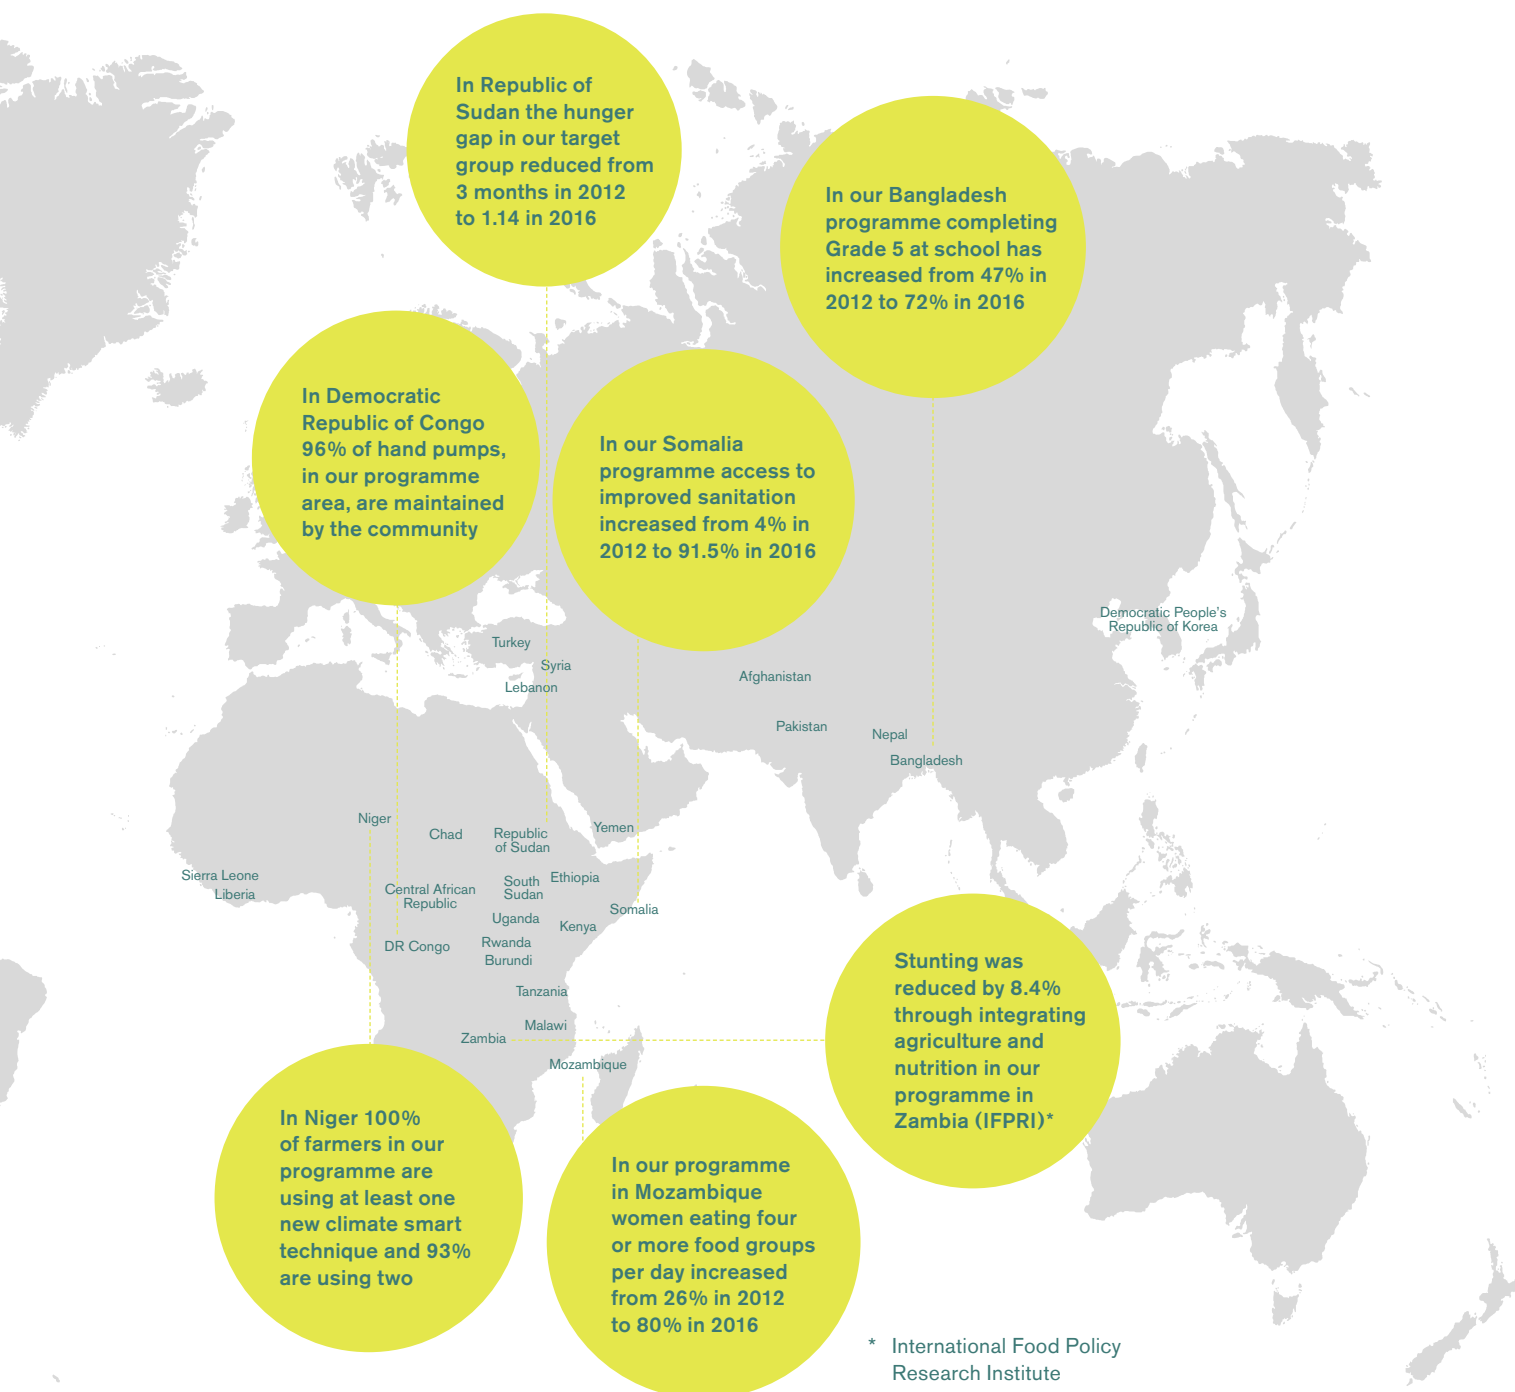 In Republic of
Sudan the hunger
gap in our target
group reduced from
3 months in 2012
to 1.14 in 2016
In our Bangladesh
programme completing
Grade 5 at school has
increased from 47% in
2012 to 72% in 2016
In Democratic
Republic of Congo
96% of hand pumps,
in our programme
area, are maintained
by the community
In our Somalia
programme access to
improved sanitation
increased from 4% in
2012 to 91.5% in 2016
Democratic People's
Republic of Korea
Turkey
Syria
Lebanon
Afghanistan
Pakistan
Nepal
Bangladesh
Niger
Chad
Republic
of Sudan
Yemen
Sierra Leone
Liberia
Central African
Republic
South
Sudan
Ethiopia
Somalia
Uganda
Kenya
DR Congo
Rwanda
Burundi
Tanzania
Malawi
Zambia
Mozambique
Stunting was
reduced by 8.4%
through integrating
agriculture and
nutrition in our
programme in
Zambia (IFPRI)*
In Niger 100%
of farmers in our
programme are
using at least one
new climate smart
technique and 93%
are using two
In our programme
in Mozambique
women eating four
or more food groups
per day increased
from 26% in 2012
to 80% in 2016
* International Food Policy
Research Institute